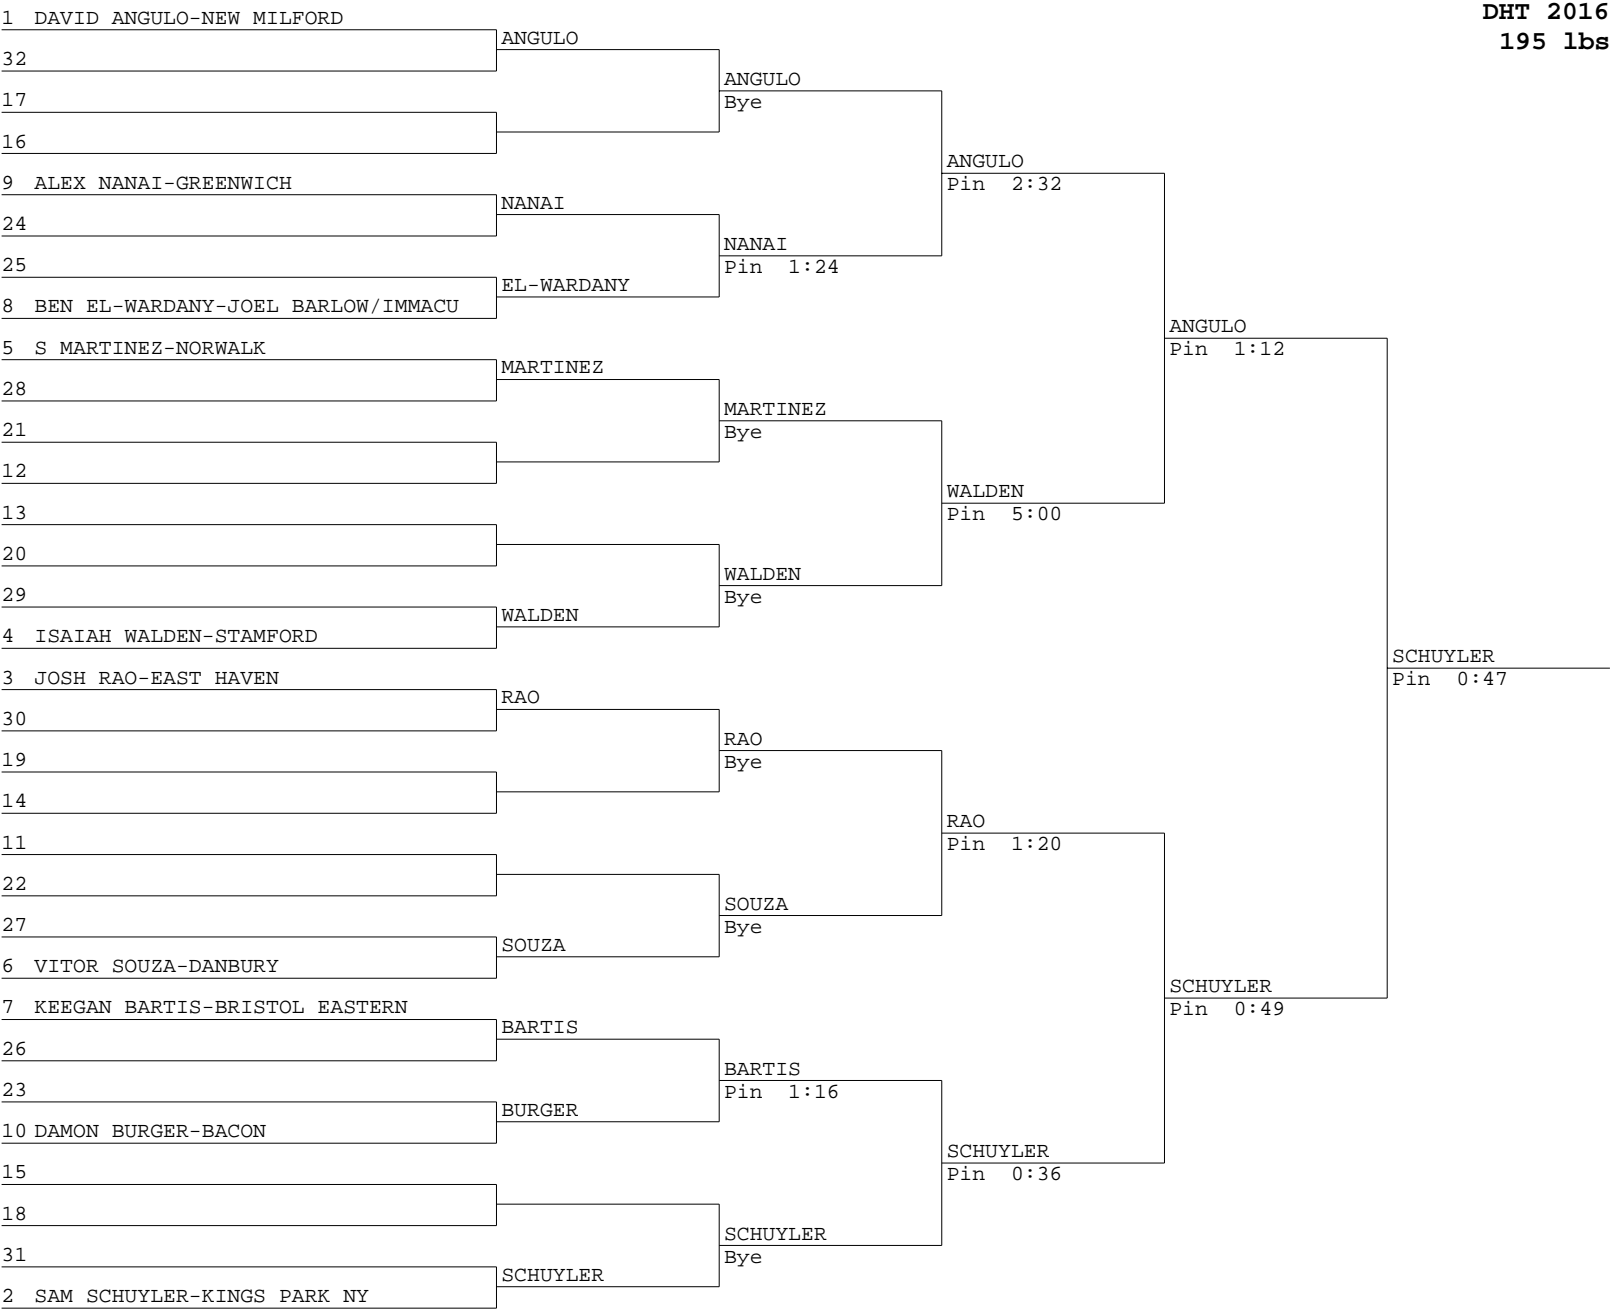 DHT 2016
195 lbs
1 DAVID ANGULO-NEW MILFORD
32
17
16
9 ALEX NANAI-GREENWICH
24
25
8 BEN EL-WARDANY-JOEL BARLOW/IMMACU
5 S MARTINEZ-NORWALK
28
21
12
13
20
29
4 ISAIAH WALDEN-STAMFORD
3 JOSH RAO-EAST HAVEN
30
19
14
11
22
27
6 VITOR SOUZA-DANBURY
7 KEEGAN BARTIS-BRISTOL EASTERN
26
23
10 DAMON BURGER-BACON
15
18
31
2 SAM SCHUYLER-KINGS PARK NY
ANGULO
NANAI
EL-WARDANY
MARTINEZ
WALDEN
RAO
SOUZA
BARTIS
BURGER
SCHUYLER
ANGULO
Bye
NANAI
Pin 1:24
MARTINEZ
Bye
WALDEN
Bye
RAO
Bye
SOUZA
Bye
BARTIS
Pin 1:16
SCHUYLER
Bye
ANGULO
Pin 2:32
WALDEN
Pin 5:00
RAO
Pin 1:20
SCHUYLER
Pin 0:36
ANGULO
Pin 1:12
SCHUYLER
Pin 0:49
SCHUYLER
Pin 0:47